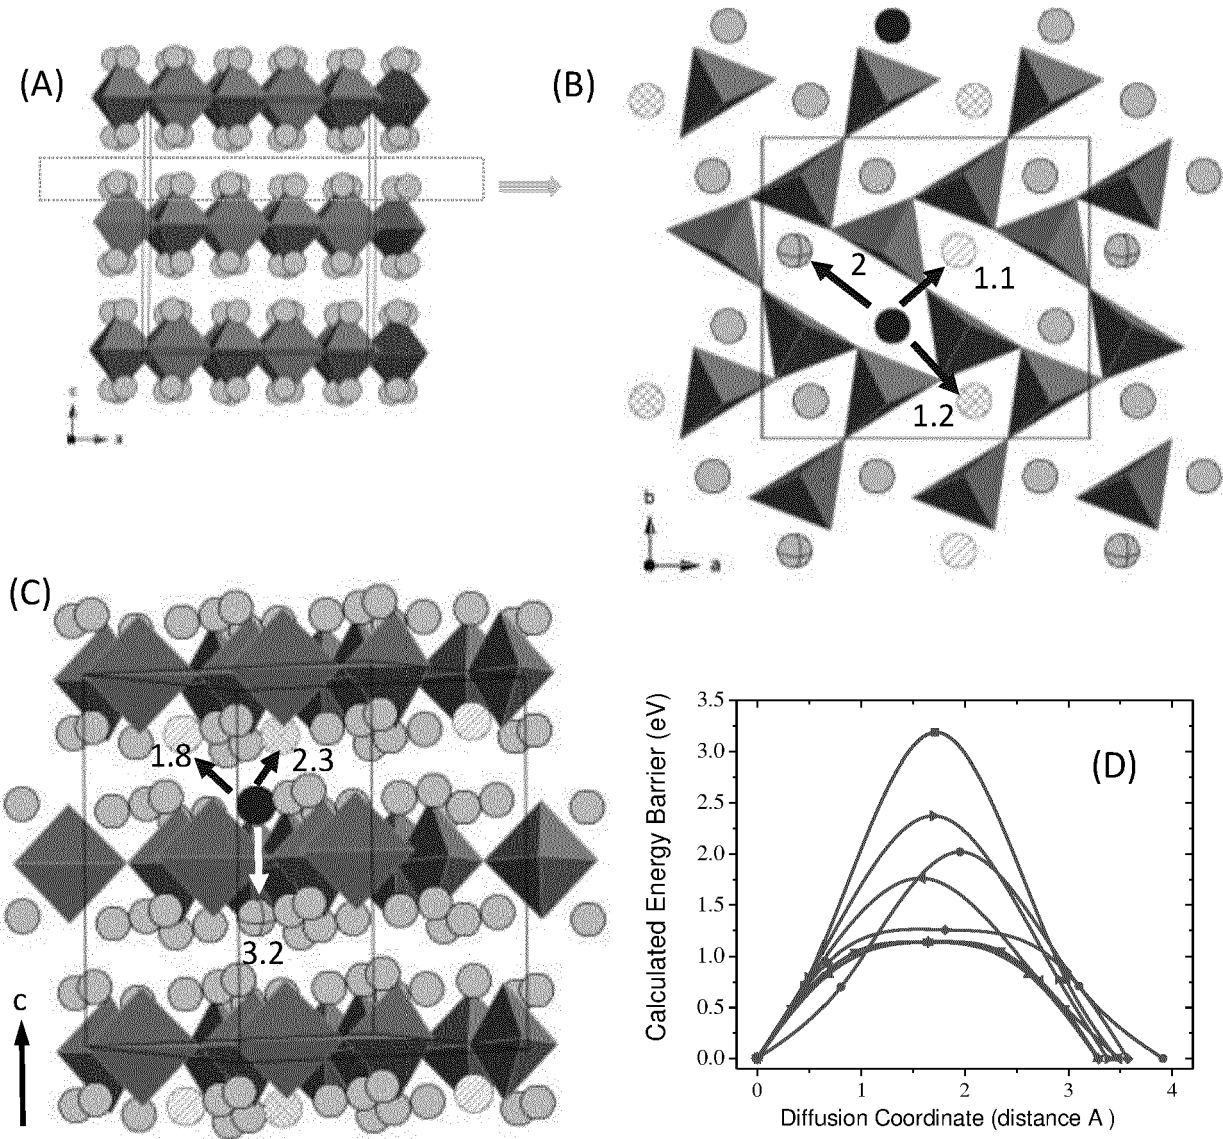 (A)
c
a
(B)
2
1.1
1.2
b
a
(C)
1.8
2.3
3.2
c
(D)
3.5
3.0
2.5
2.0
1.5
1.0
0.5
0.0
Calculated Energy Barrier (eV)
0 1 2 3 4
Diffusion Coordinate (distance A )